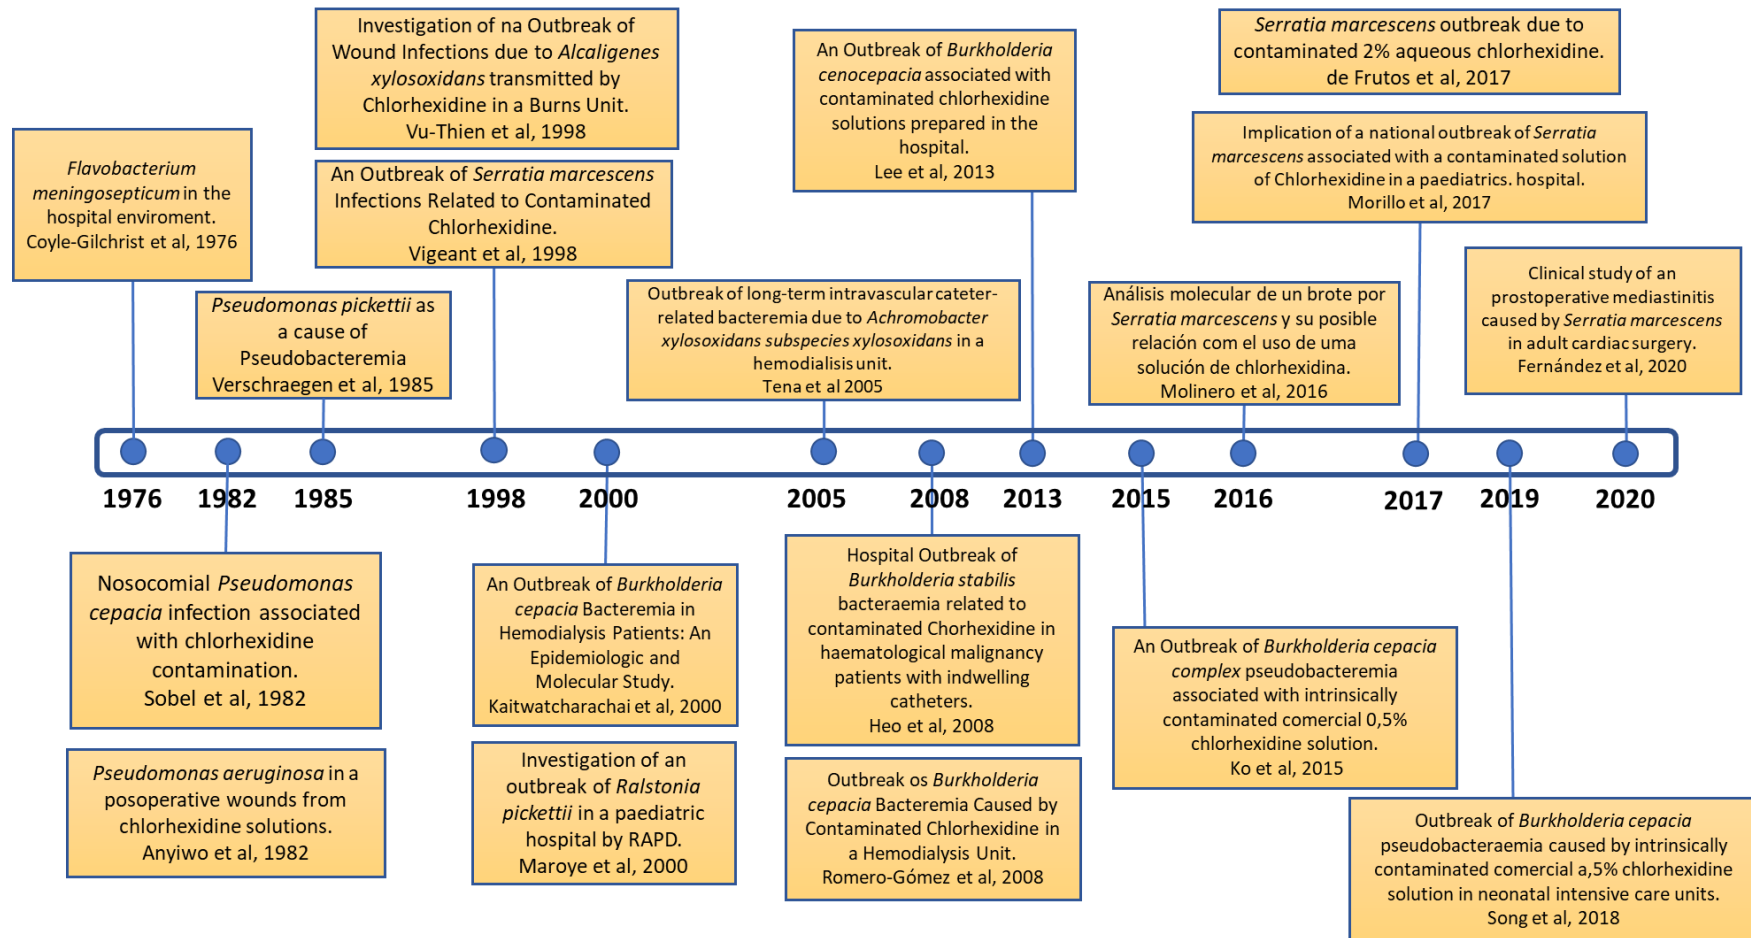 Investigation of na Outbreak of
Wound Infections due to Alcaligenes
xylosoxidans transmitted by
Chlorhexidine in a Burns Unit.
Vu-Thien et al, 1998
An Outbreak of Burkholderia
cenocepacia associated with
contaminated chlorhexidine
solutions prepared in the
hospital.
Lee et al, 2013
Serratia marcescens outbreak due to
contaminated 2% aqueous chlorhexidine.
de Frutos et al, 2017
Implication of a national outbreak of Serratia
marcescens associated with a contaminated solution
of Chlorhexidine in a paediatrics. hospital.
Morillo et al, 2017
Flavobacterium
meningosepticum in the
hospital enviroment.
Coyle-Gilchrist et al, 1976
An Outbreak of Serratia marcescens
Infections Related to Contaminated
Chlorhexidine.
Vigeant et al, 1998
Pseudomonas pickettii as
a cause of
Pseudobacteremia
Verschraegen et al, 1985
Outbreak of long-term intravascular cateter-
related bacteremia due to Achromobacter
xylosoxidans subspecies xylosoxidans in a
hemodialisis unit.
Tena et al 2005
Análisis molecular de un brote por
Serratia marcescens y su posible
relación com el uso de uma
solución de chlorhexidina.
Molinero et al, 2016
Clinical study of an
prostoperative mediastinitis
caused by Serratia marcescens
in adult cardiac surgery.
Fernández et al, 2020
1976 1982 1985 1998 2000 2005 2008 2013 2015 2016 2017 2019 2020
Nosocomial Pseudomonas
cepacia infection associated
with chlorhexidine
contamination.
Sobel et al, 1982
Pseudomonas aeruginosa in a
posoperative wounds from
chlorhexidine solutions.
Anyiwo et al, 1982
An Outbreak of Burkholderia
cepacia Bacteremia in
Hemodialysis Patients: An
Epidemiologic and
Molecular Study.
Kaitwatcharachai et al, 2000
Investigation of an
outbreak of Ralstonia
pickettii in a paediatric
hospital by RAPD.
Maroye et al, 2000
Hospital Outbreak of
Burkholderia stabilis
bacteraemia related to
contaminated Chorhexidine in
haematological malignancy
patients with indwelling
catheters.
Heo et al, 2008
Outbreak os Burkholderia
cepacia Bacteremia Caused by
Contaminated Chlorhexidine in
a Hemodialysis Unit.
Romero-Gómez et al, 2008
An Outbreak of Burkholderia cepacia
complex pseudobacteremia
associated with intrinsically
contaminated comercial 0,5%
chlorhexidine solution.
Ko et al, 2015
Outbreak of Burkholderia cepacia
pseudobacteraemia caused by intrinsically
contaminated comercial a,5% chlorhexidine
solution in neonatal intensive care units.
Song et al, 2018